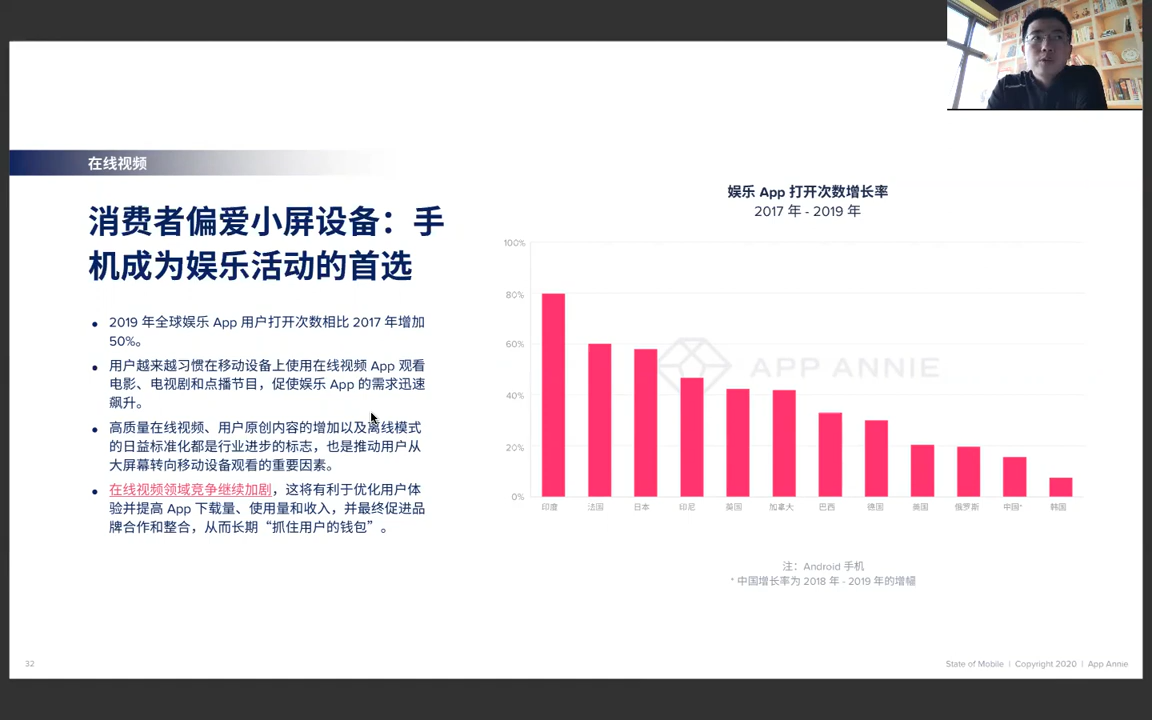 在线视频
消费者偏爱小屏设备：手
机成为娱乐活动的首选
• 2019 年全球娱乐 App 用户打开次数相比 2017 年增加
50%。
• 用户越来越习惯在移动设备上使用在线视频 App 观看
电影、电视剧和点播节目，促使娱乐 App 的需求迅速
飙升。
• 高质量在线视频、用户原创内容的增加以及离线模式
的日益标准化都是行业进步的标志，也是推动用户从
大屏幕转向移动设备观看的重要因素。
• 在线视频领域竞争继续加剧，这将有利于优化用户体
验并提高 App 下载量、使用量和收入，并最终促进品
牌合作和整合，从而长期“抓住用户的钱包”。
娱乐 App 打开次数增长率
2017 年 - 2019 年
100%
80%
60%
40%
20%
0%
APP ANNIE
印度 法国 日本 印尼 英国 加拿大 巴西 德国 美国 俄罗斯 中国* 韩国
注：Android 手机
* 中国增长率为 2018 年 - 2019 年的增幅
32
State of Mobile | Copyright 2020 | App Annie